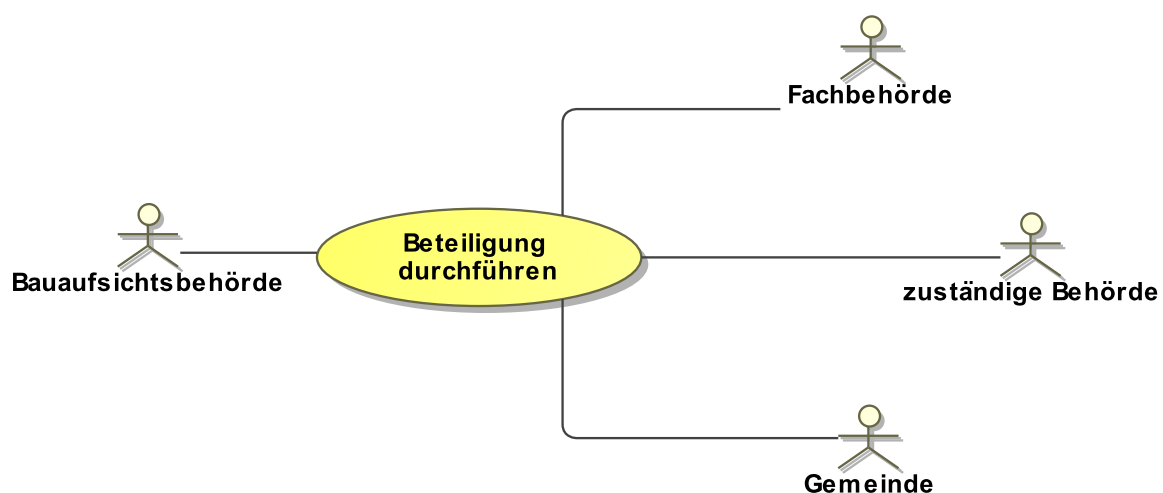 Fachbehörde
Beteiligung
durchführen
Bauaufsichtsbehörde
zuständige Behörde
Gemeinde